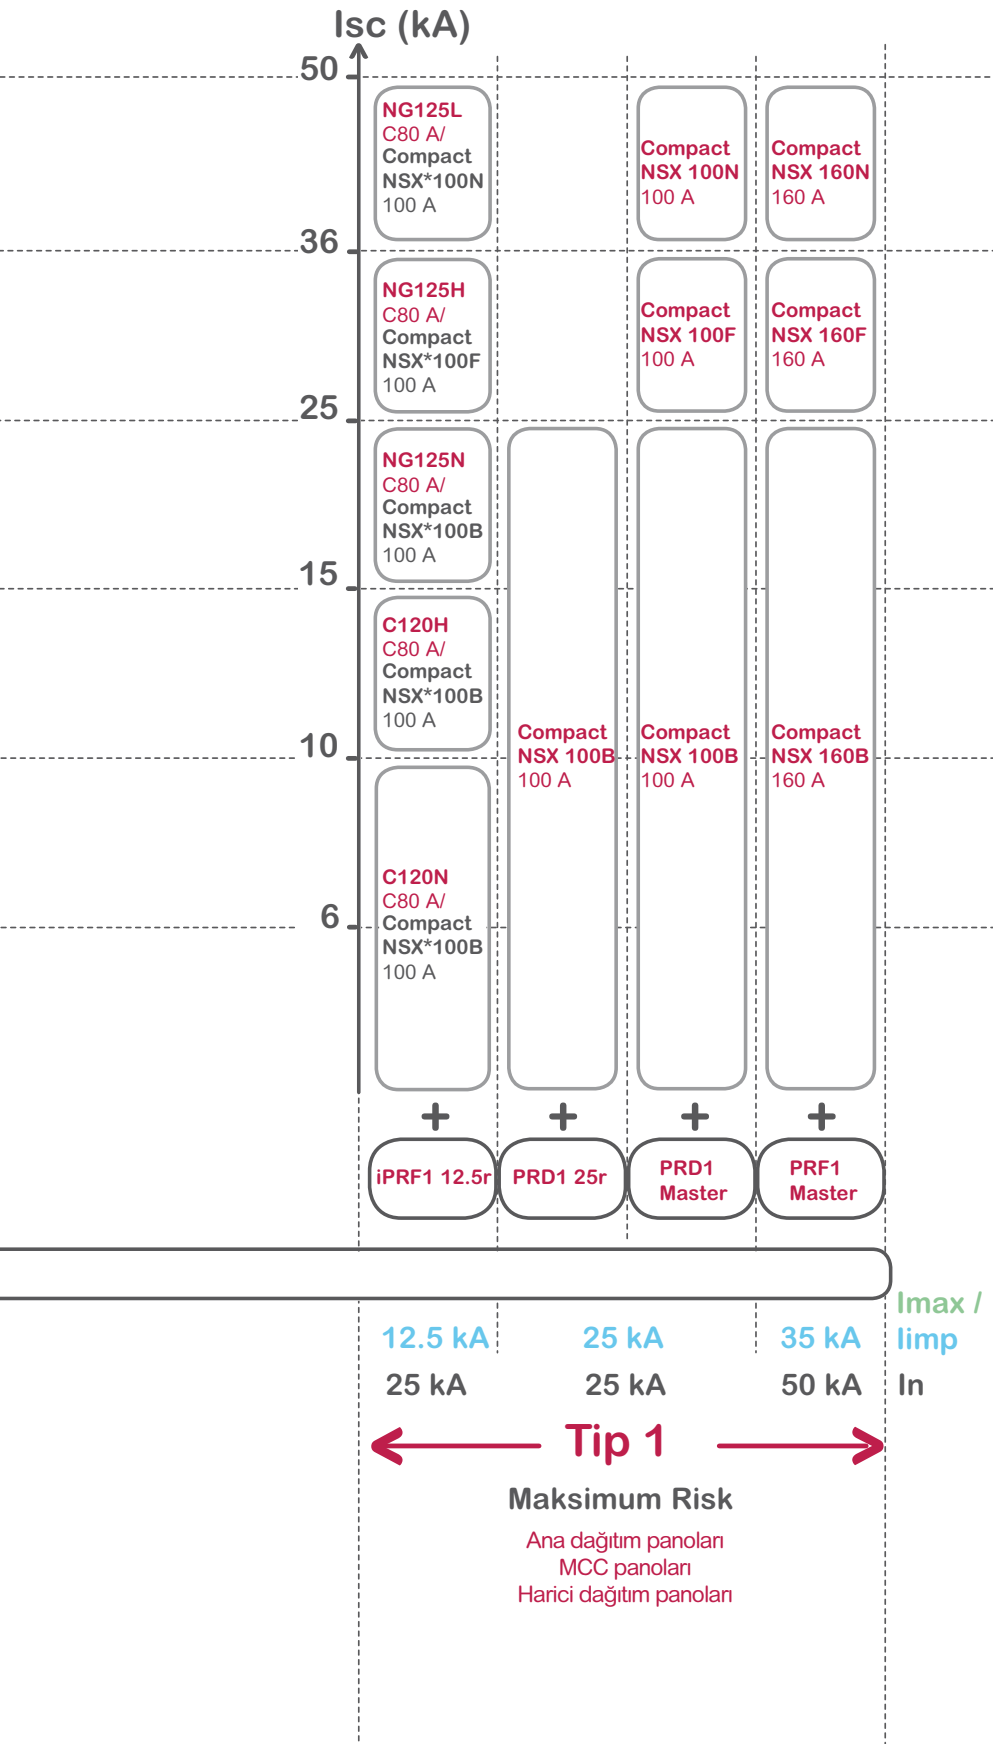 Isc (kA)
50
NG125L
C80 A/
Compact
NSX*100N
100 A
Compact
NSX 100N
100 A
Compact
NSX 160N
160 A
36
NG125H
C80 A/
Compact
NSX*100F
100 A
Compact
NSX 100F
100 A
Compact
NSX 160F
160 A
25
NG125N
C80 A/
Compact
NSX*100B
100 A
15
C120H
C80 A/
Compact
NSX*100B
100 A
Compact
NSX 100B
100 A
Compact
NSX 100B
100 A
Compact
NSX 160B
160 A
10
C120N
C80 A/
Compact
NSX*100B
100 A
6
+ + + +
iPRF1 12.5r
PRD1 25r
PRD1
Master
PRF1
Master
Imax /
Iimp
12.5 kA 25 kA 35 kA
25 kA 25 kA 50 kA In
Tip 1
Maksimum Risk
Ana dağıtım panoları
MCC panoları
Harici dağıtım panoları